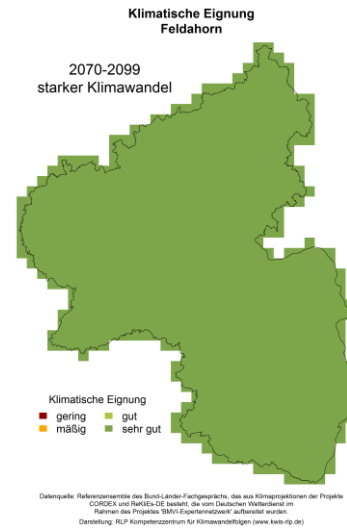 Klimatische Eignung
Feldahorn
2070-2099
starker Klimawandel
Klimatische Eignung
gering
gut
mäßig
sehr gut
Datenquelle: Referenzensemble des Bund-Länder-Fachgesprächs, das aus Klimaprojektionen der Projekte
CORDEX und ReKliEs-DE besteht, die vom Deutschen Wetterdienst im
Rahmen des Projektes 'BMVI-Expertennetzwerk' aufbereitet wurden.
Darstellung: RLP Kompetenzzentrum für Klimawandelfolgen (www.kwis-rlp.de)